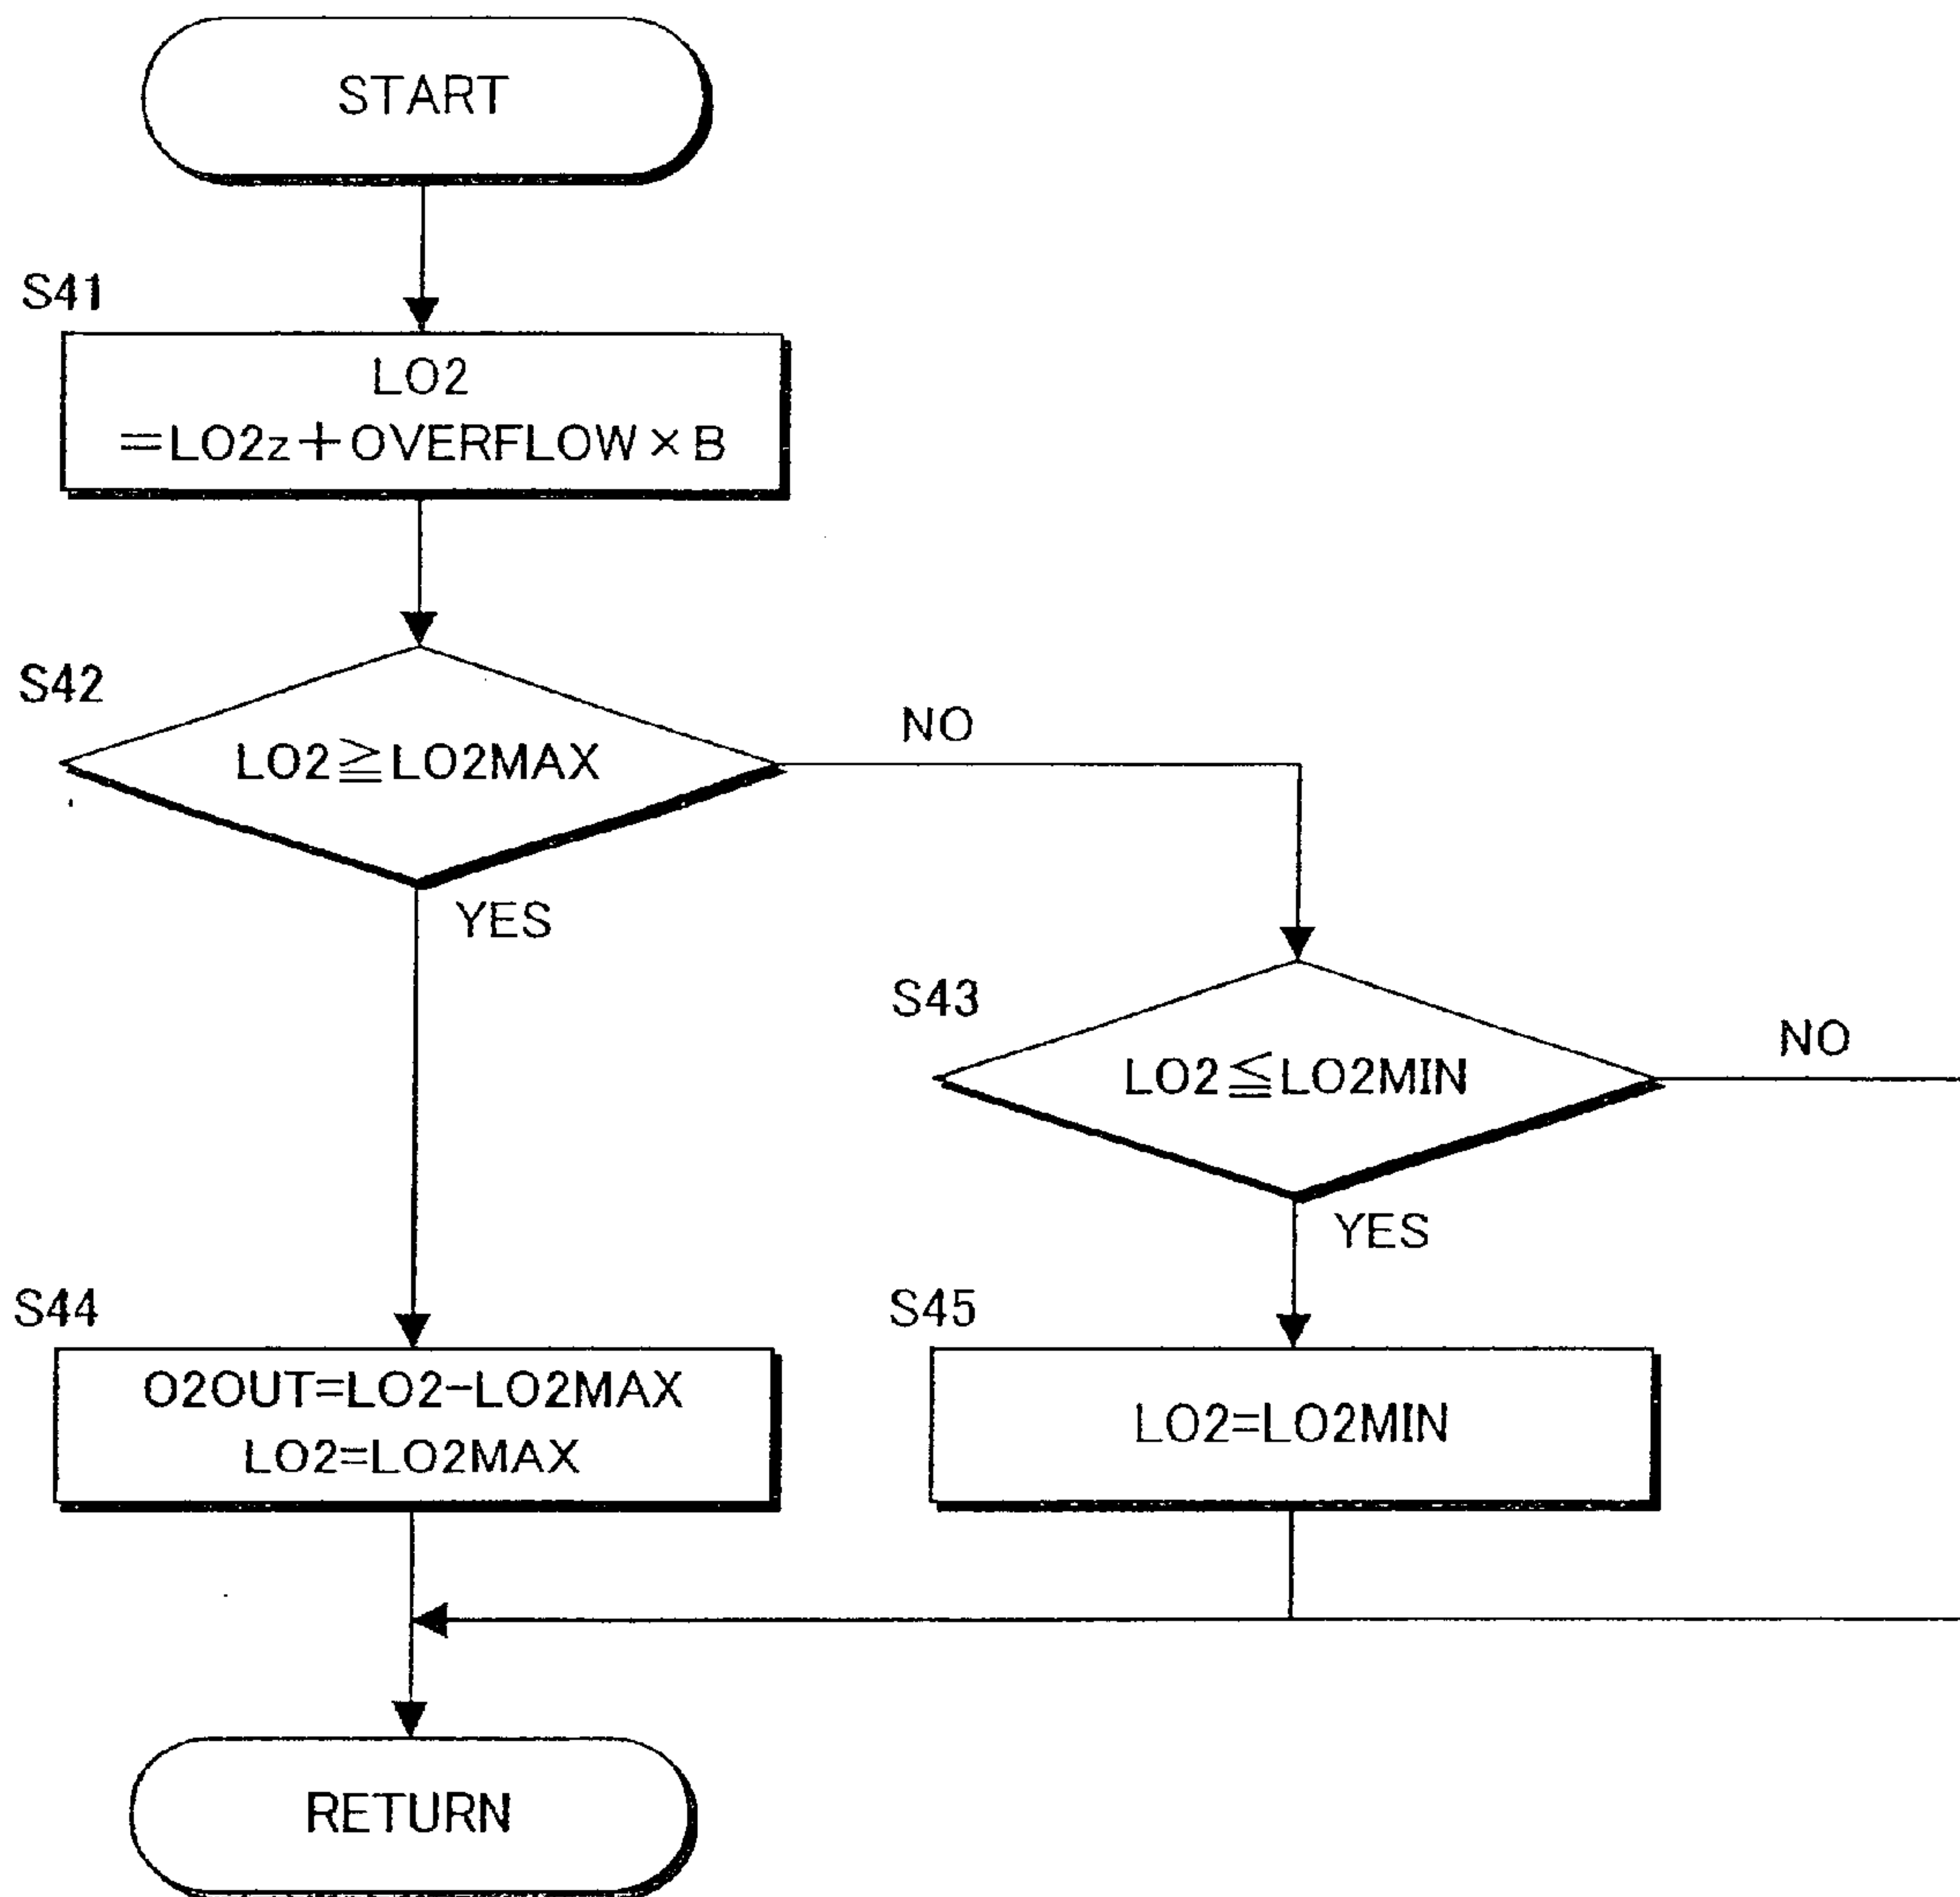 START
S41
LO2
=LO2z+OVERFLOW×B
S42
LO2≧LO2MAX
NO
YES
S43
LO2≦LO2MIN
NO
YES
S44
O2OUT=LO2-LO2MAX
LO2=LO2MAX
S45
LO2=LO2MIN
RETURN